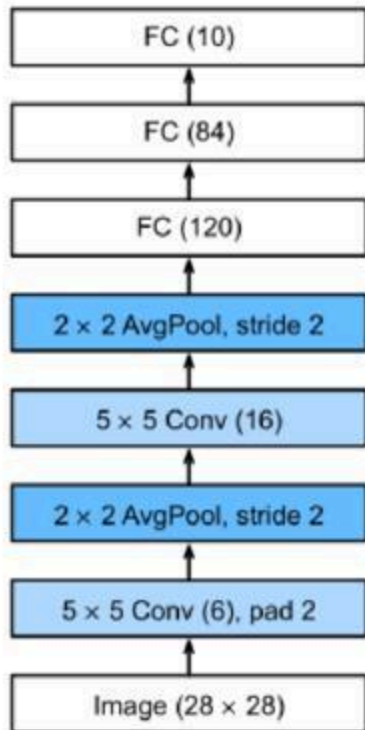 FC (10)
FC (84)
FC (120)
2 × 2 AvgPool, stride 2
5 × 5 Conv (16)
2 × 2 AvgPool, stride 2
5 × 5 Conv (6), pad 2
Image (28 × 28)